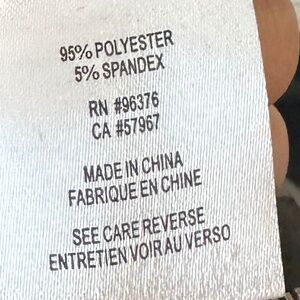 95% POLYESTER
5% SPANDEX
RN #96376
CA #57967
MADE IN CHINA
FABRIQUE EN CHINE
SEE CARE REVERSE
ENTRETIEN VOIR AU VERSO